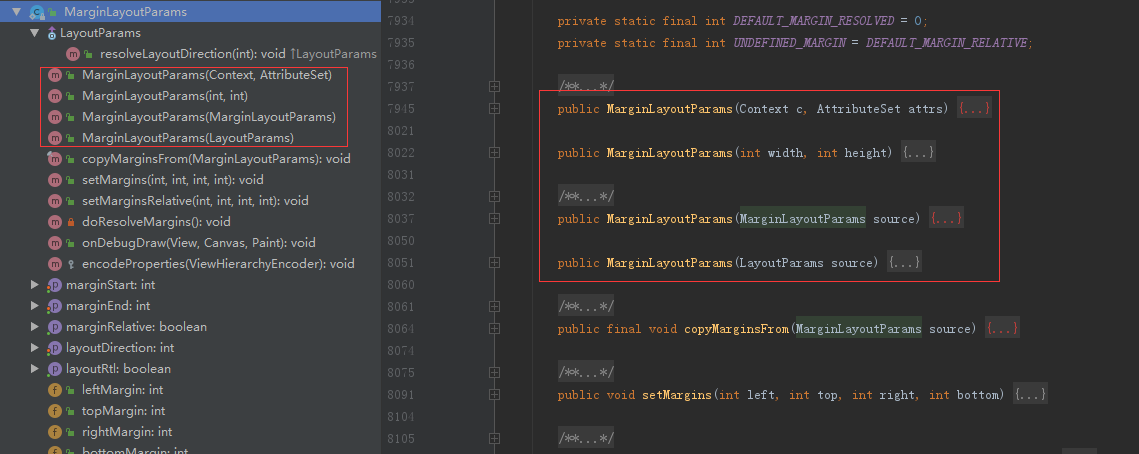 MarginLayoutParams
LayoutParams
resolveLayoutDirection(int): void ↑LayoutParams
MarginLayoutParams(Context, AttributeSet)
MarginLayoutParams(int, int)
MarginLayoutParams(MarginLayoutParams)
MarginLayoutParams(LayoutParams)
copyMarginsFrom(MarginLayoutParams): void
setMargins(int, int, int, int): void
setMarginsRelative(int, int, int, int): void
doResolveMargins(): void
onDebugDraw(View, Canvas, Paint): void
encodeProperties(ViewHierarchyEncoder): void
marginStart: int
marginEnd: int
marginRelative: boolean
layoutDirection: int
layoutRtl: boolean
leftMargin: int
topMargin: int
rightMargin: int
bottomMargin: int
7934 private static final int DEFAULT_MARGIN_RESOLVED = 0;
7935 private static final int UNDEFINED_MARGIN = DEFAULT_MARGIN_RELATIVE;
7936
7937 /**...*/
7945 public MarginLayoutParams(Context c, AttributeSet attrs) {...}
8021
8022 public MarginLayoutParams(int width, int height) {...}
8031
8032 /**...*/
8037 public MarginLayoutParams(MarginLayoutParams source) {...}
8050
8051 public MarginLayoutParams(LayoutParams source) {...}
8060
8061 /**...*/
8064 public final void copyMarginsFrom(MarginLayoutParams source) {...}
8074
8075 /**...*/
8091 public void setMargins(int left, int top, int right, int bottom) {...}
8104
8105 /**...*/